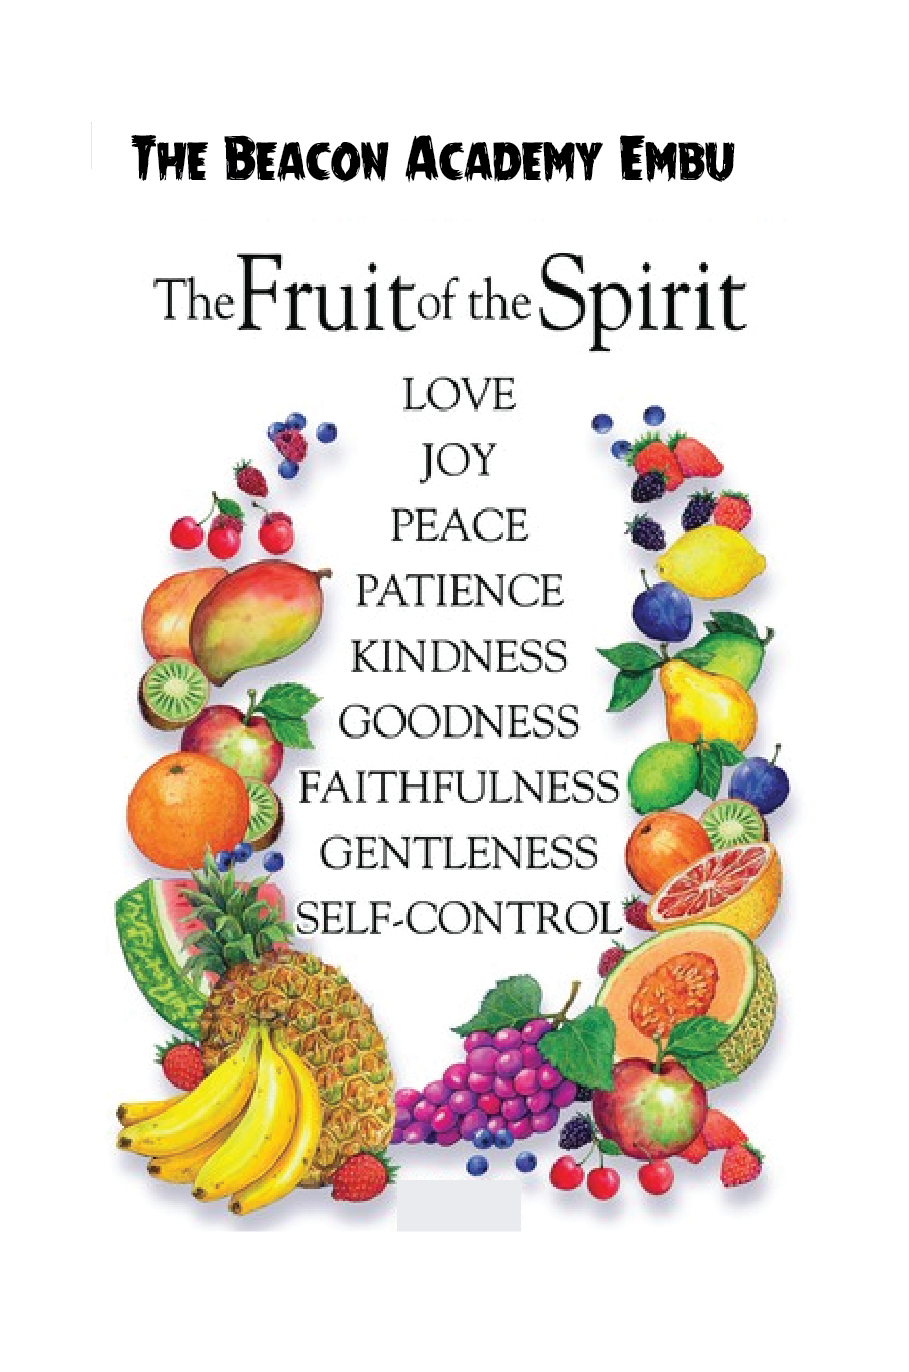 The Beacon Academy Embu
The Fruit of the Spirit
LOVE
JOY
PEACE
PATIENCE
KINDNESS
GOODNESS
FAITHFULNESS
GENTLENESS
SELF-CONTROL